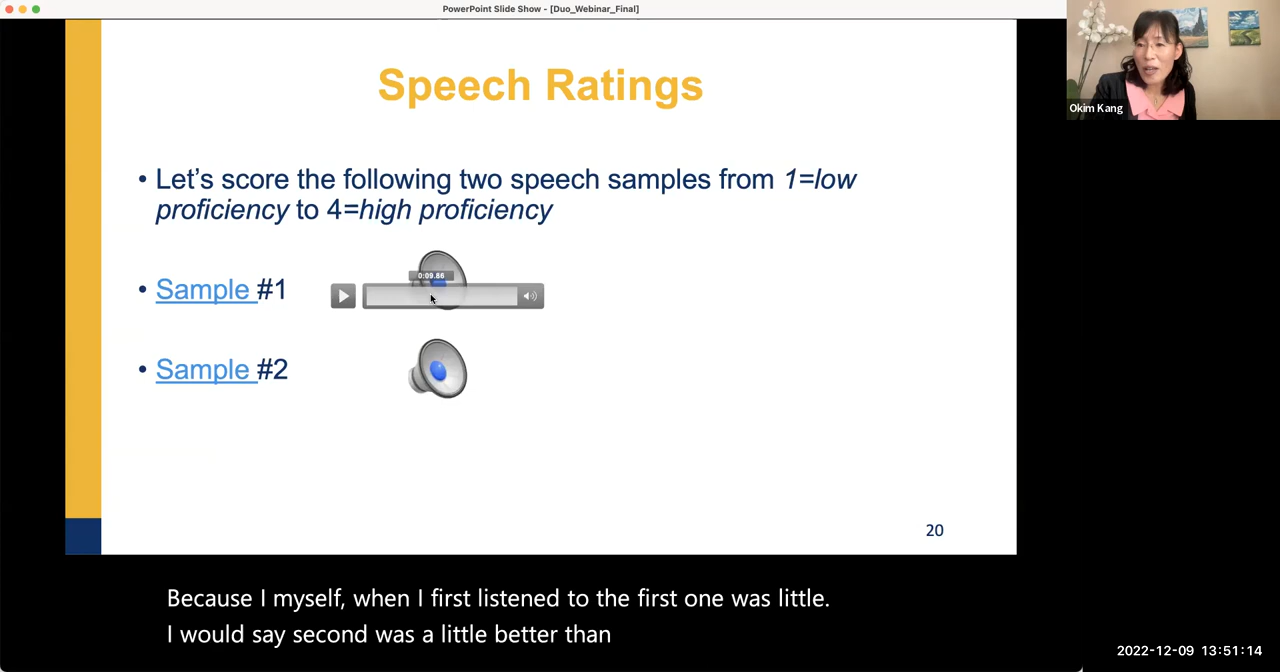 PowerPoint Slide Show - [Duo_Webinar_Final]
Okim Kang
Speech Ratings
• Let's score the following two speech samples from 1=low
proficiency to 4=high proficiency
• Sample #1
0:09.86
• Sample #2
20
Because I myself, when I first listened to the first one was little.
I would say second was a little better than
2022-12-09 13:51:14